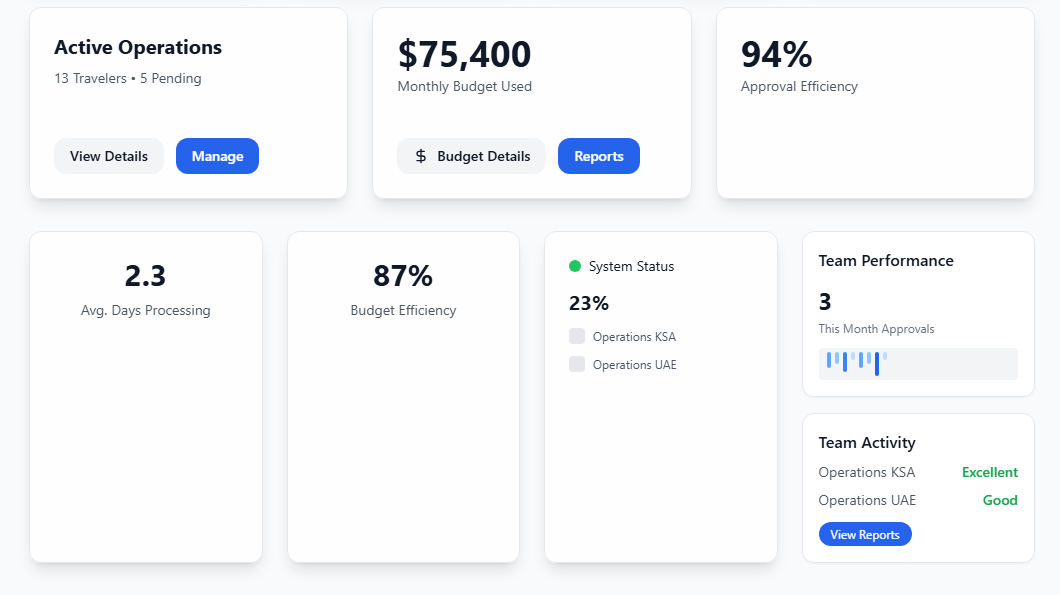 Active Operations
13 Travelers • 5 Pending
View Details
Manage
$75,400
Monthly Budget Used
$ Budget Details
Reports
94%
Approval Efficiency
2.3
Avg. Days Processing
87%
Budget Efficiency
System Status
23%
Operations KSA
Operations UAE
Team Performance
3
This Month Approvals
Team Activity
Operations KSA Excellent
Operations UAE Good
View Reports